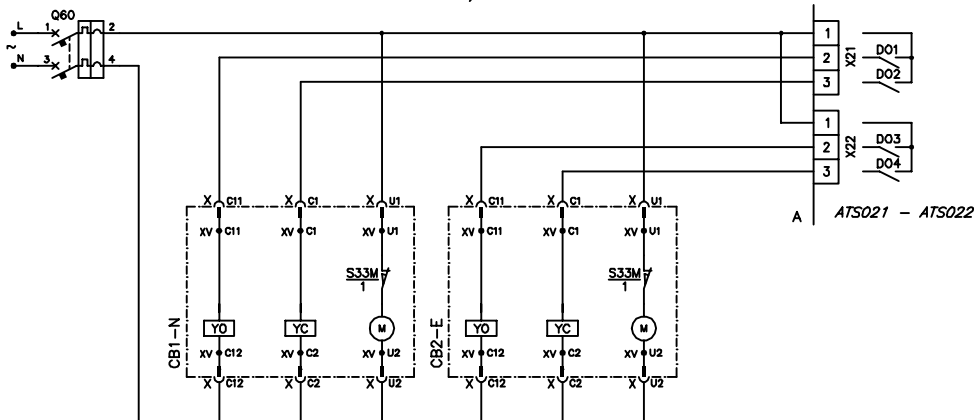 Q60
L 1 2
~
N 3 4
1
2 X21 DO1
3 DO2
1
2 X22 DO3
3 DO4
A ATS021 - ATS022
X C11 X C1 X U1 X C11 X C1 X U1
XV C11 XV C1 XV U1 XV C11 XV C1 XV U1
S33M S33M
1 1
CB1-N YO YC M CB2-E YO YC M
XV C12 XV C2 XV U2 XV C12 XV C2 XV U2
X C12 X C2 X U2 X C12 X C2 X U2